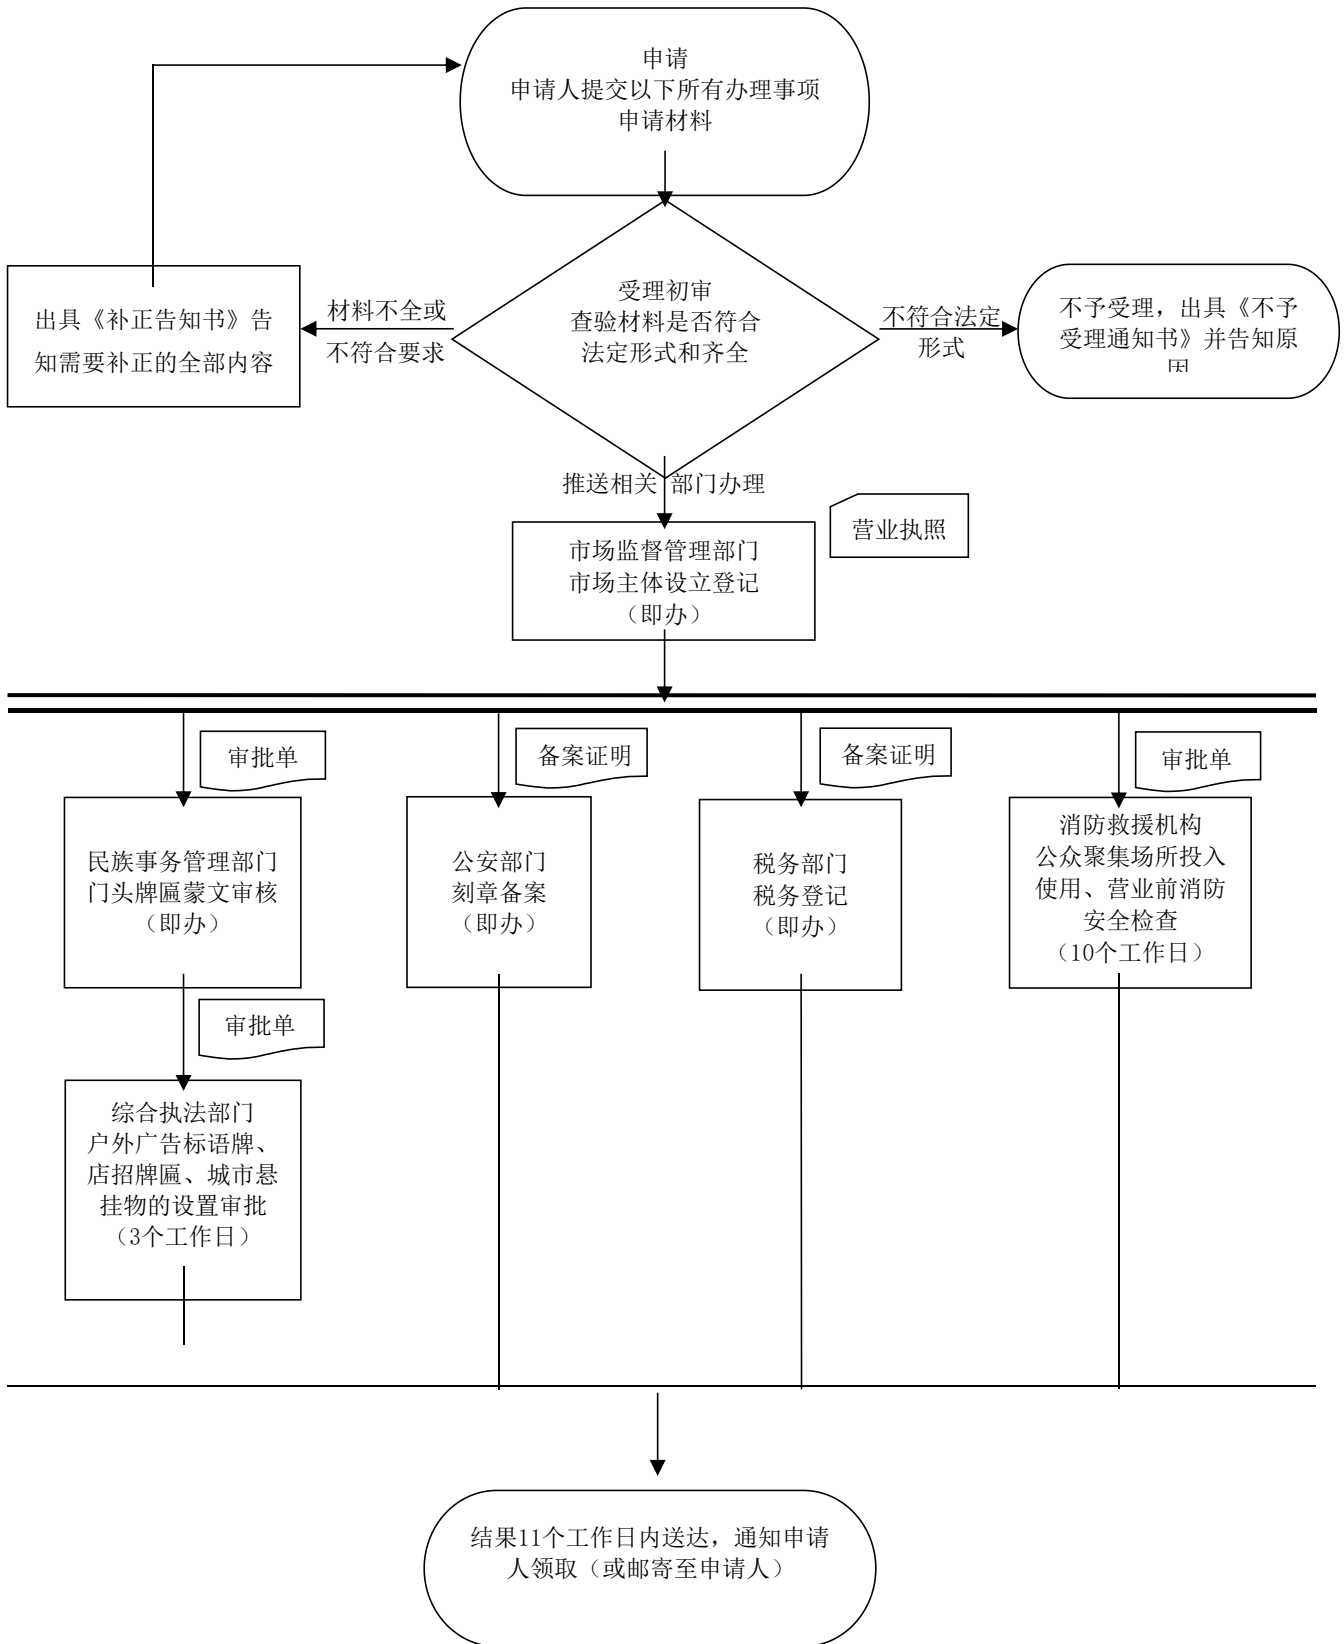 申请
申请人提交以下所有办理事项
申请材料
受理初审
查验材料是否符合
法定形式和齐全
材料不全或
不符合要求
出具《补正告知书》告
知需要补正的全部内容
不符合法定
形式
不予受理，出具《不予
受理通知书》并告知原
因
推送相关 部门办理
营业执照
市场监督管理部门
市场主体设立登记
（即办）
审批单
备案证明
备案证明
审批单
民族事务管理部门
门头牌匾蒙文审核
（即办）
公安部门
刻章备案
（即办）
税务部门
税务登记
（即办）
消防救援机构
公众聚集场所投入
使用、营业前消防
安全检查
（10个工作日）
审批单
综合执法部门
户外广告标语牌、
店招牌匾、城市悬
挂物的设置审批
（3个工作日）
结果11个工作日内送达，通知申请
人领取（或邮寄至申请人）